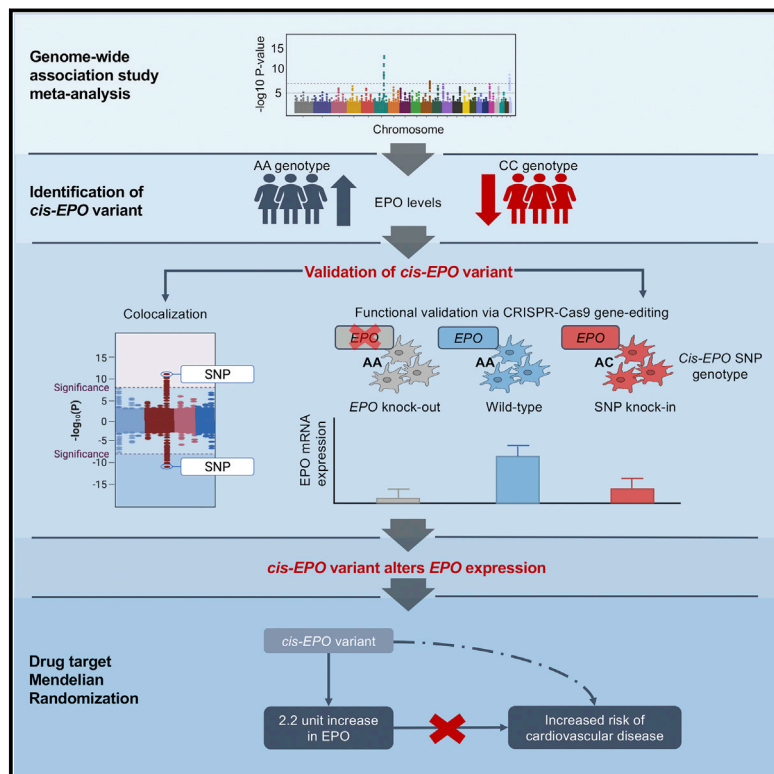 Genome-wide
association study
meta-analysis
-log10 P-value
15
10
5
Chromosome
Identification of
cis-EPO variant
AA genotype
EPO levels
CC genotype
Validation of cis-EPO variant
Colocalization
-log₁₀(P)
15
10
Significance
5
0
-5
Significance
-10
-15
SNP
SNP
Functional validation via CRISPR-Cas9 gene-editing
EPO
AA
EPO
AA
EPO
AC
Cis-EPO SNP
genotype
EPO knock-out
Wild-type
SNP knock-in
EPO mRNA
expression
cis-EPO variant alters EPO expression
Drug target
Mendelian
Randomization
cis-EPO variant
2.2 unit increase
in EPO
Increased risk of
cardiovascular disease